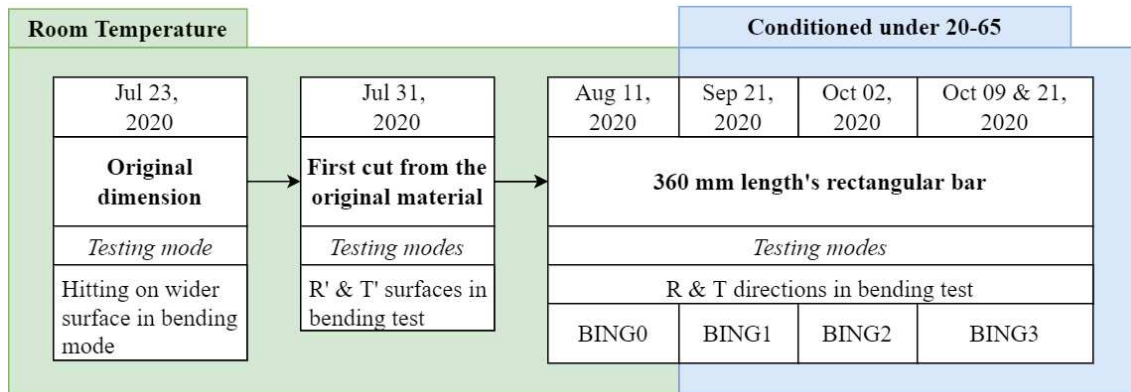 Room Temperature
Conditioned under 20-65
Jul 23,
2020
Original
dimension
Testing mode
Hitting on wider
surface in bending
mode
Jul 31,
2020
First cut from the
original material
Testing modes
R' & T' surfaces in
bending test
Aug 11,
2020
Sep 21,
2020
Oct 02,
2020
Oct 09 & 21,
2020
360 mm length's rectangular bar
Testing modes
R & T directions in bending test
BING0
BING1
BING2
BING3